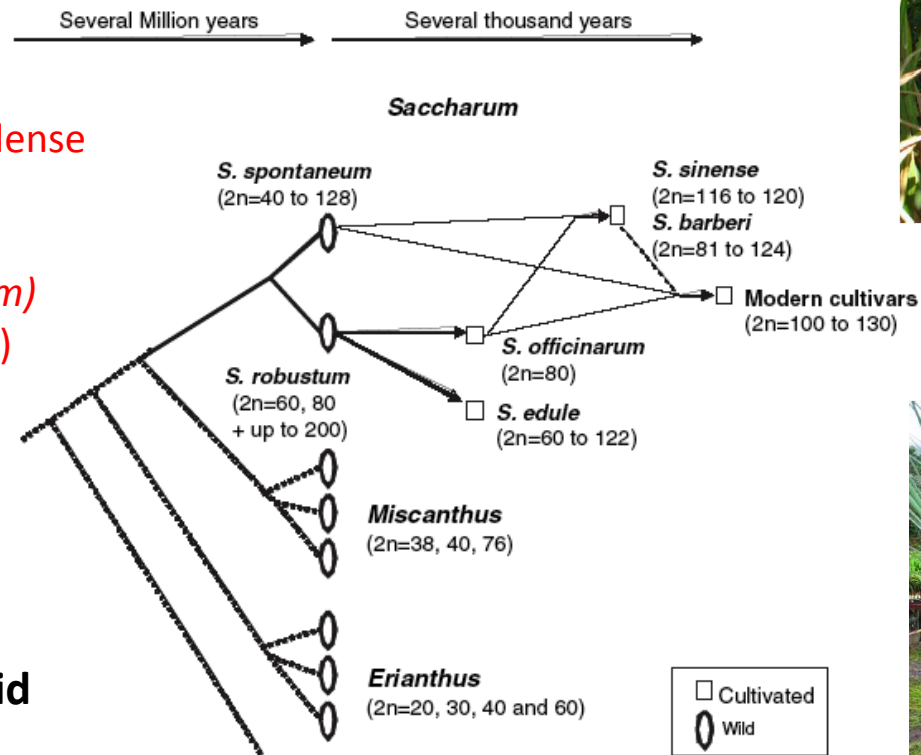 Several Million years
Several thousand years
Saccharum
lense
S. spontaneum
(2n=40 to 128)
S. sinense
(2n=116 to 120)
S. barberi
(2n=81 to 124)
m)
)
Modern cultivars
(2n=100 to 130)
S. officinarum
(2n=80)
S. robustum
(2n=60, 80
+ up to 200)
S. edule
(2n=60 to 122)
Miscanthus
(2n=38, 40, 76)
id
Erianthus
(2n=20, 30, 40 and 60)
Cultivated
Wild